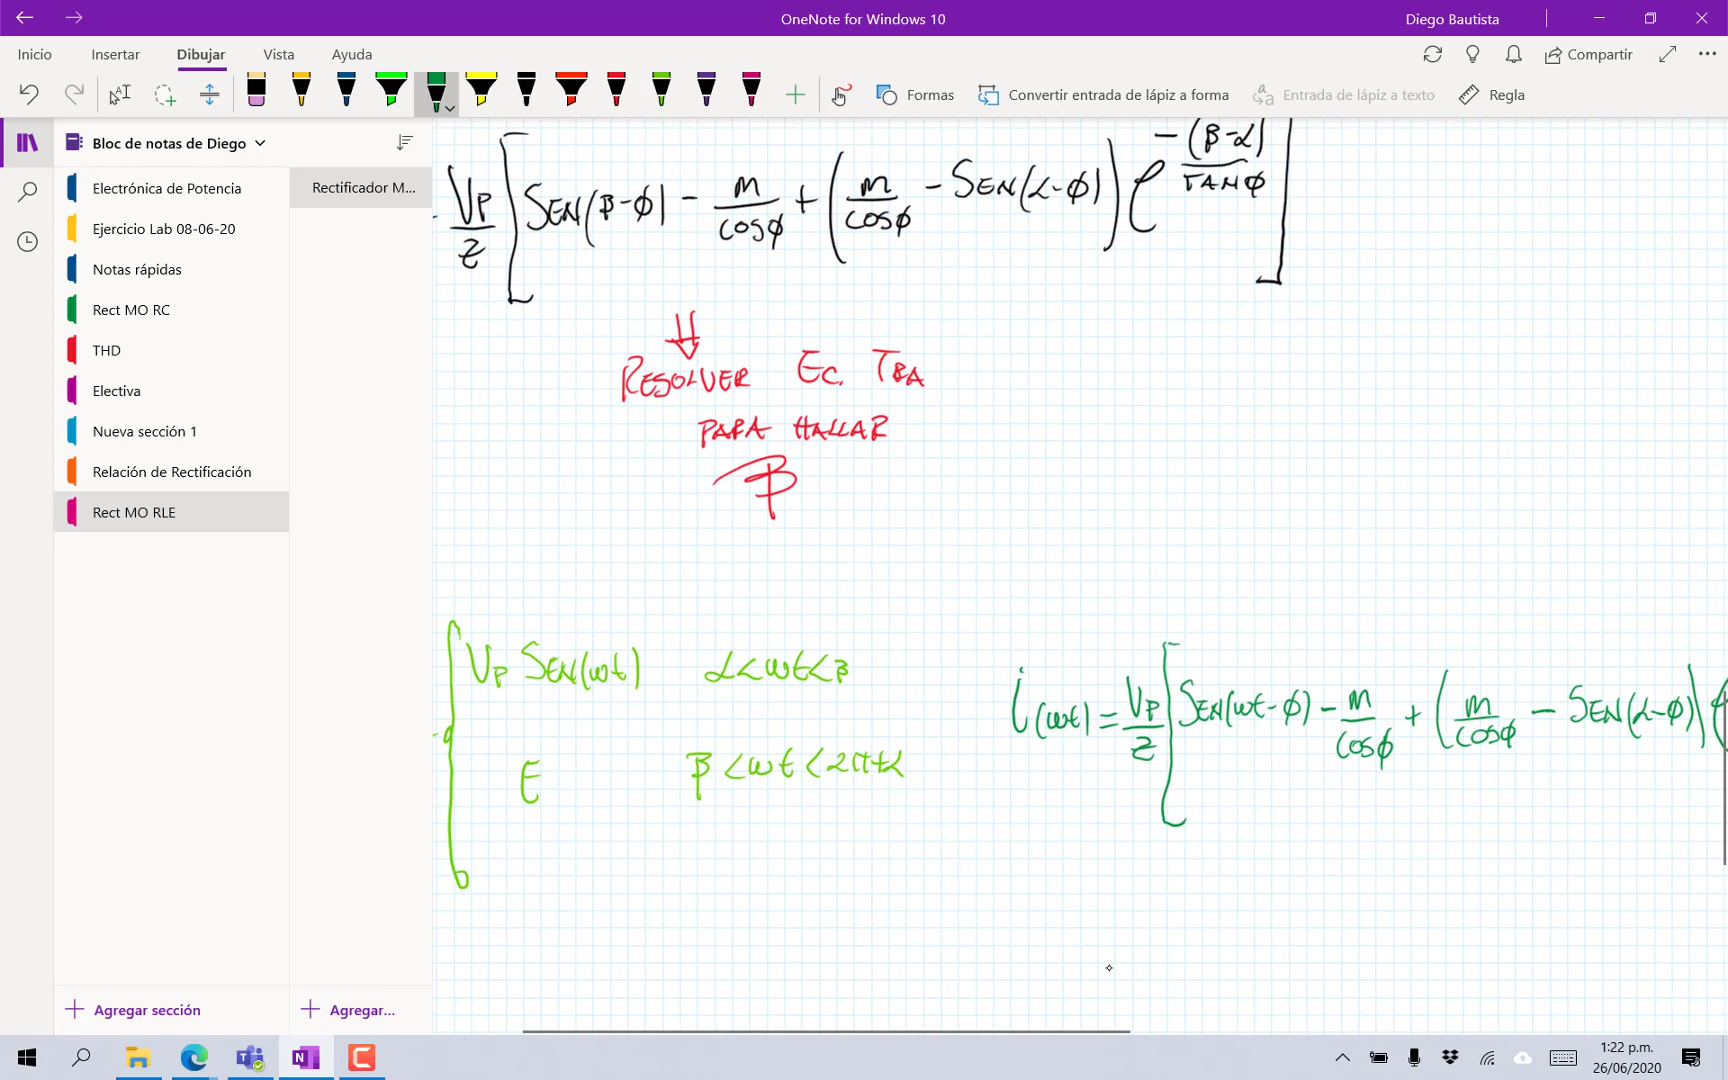 OneNote for Windows 10
Diego Bautista
Inicio Insertar Dibujar Vista Ayuda
Compartir
Formas Convertir entrada de lápiz a forma Entrada de lápiz a texto Regla
Bloc de notas de Diego
Electrónica de Potencia
Ejercicio Lab 08-06-20
Notas rápidas
Rect MO RC
THD
Electiva
Nueva sección 1
Relación de Rectificación
Rect MO RLE
Rectificador M...
Vp/Z [SEN(β-ϕ) - m/cosϕ + (m/cosϕ - SEN(α-ϕ)) e^(-(β-α)/TANϕ)]
RESOLVER EC. TBA
PARA HALLAR
β
Vp SEN(ωt) α<ωt<β
E β<ωt<2π+α
i(ωt) = Vp/Z [SEN(ωt-ϕ) - m/cosϕ + (m/cosϕ - SEN(α-ϕ))
Agregar sección
Agregar...
1:22 p.m.
26/06/2020